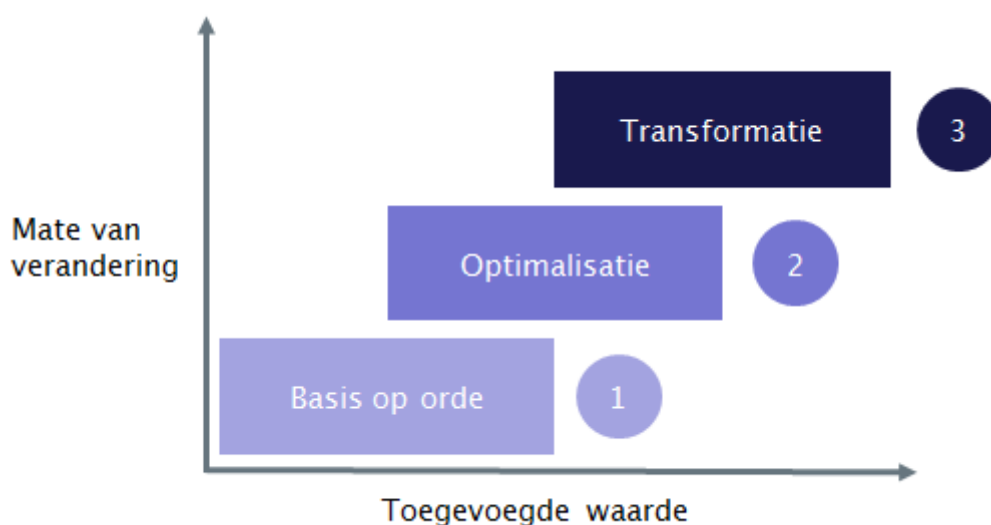 Transformatie
3
Mate van
verandering
Optimalisatie
2
Basis op orde
1
Toegevoegde waarde